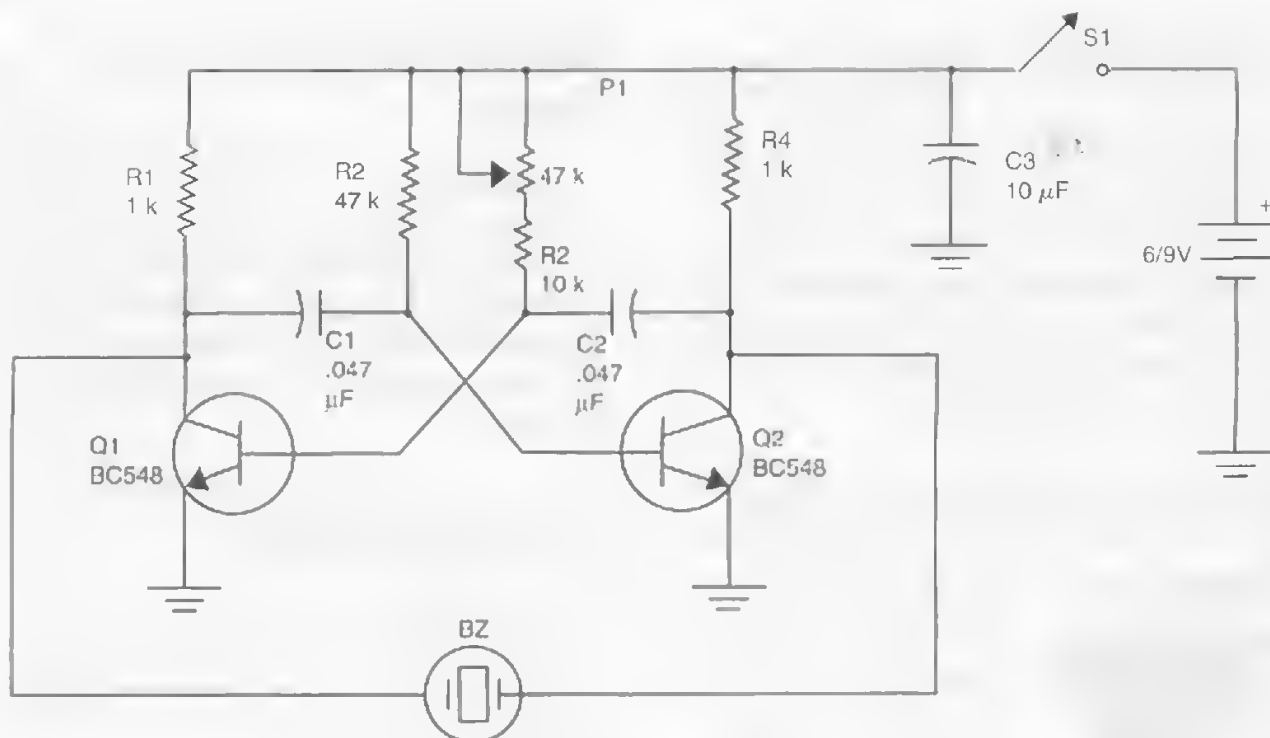 S1
P1
R1
1 k
R2
47 k
47 k
R2
10 k
R4
1 k
C3
10 µF
+
6/9V
C1
.047
µF
C2
.047
µF
Q1
BC548
Q2
BC548
BZ